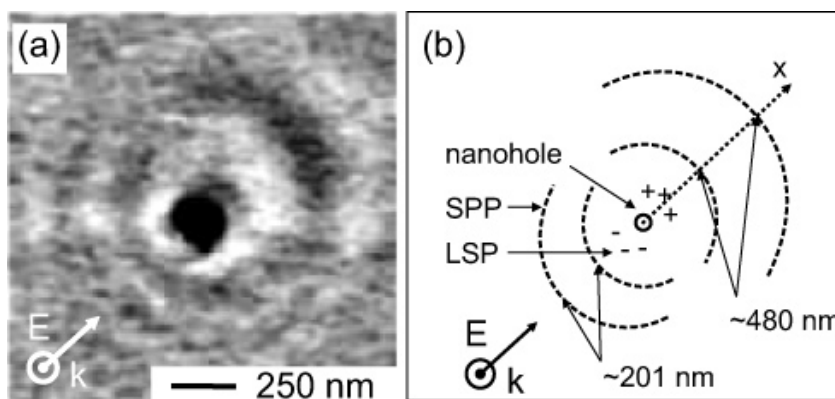 (a)
E
k
250 nm
(b)
x
nanohole
+ + +
SPP
- - -
LSP
E
k
~480 nm
~201 nm